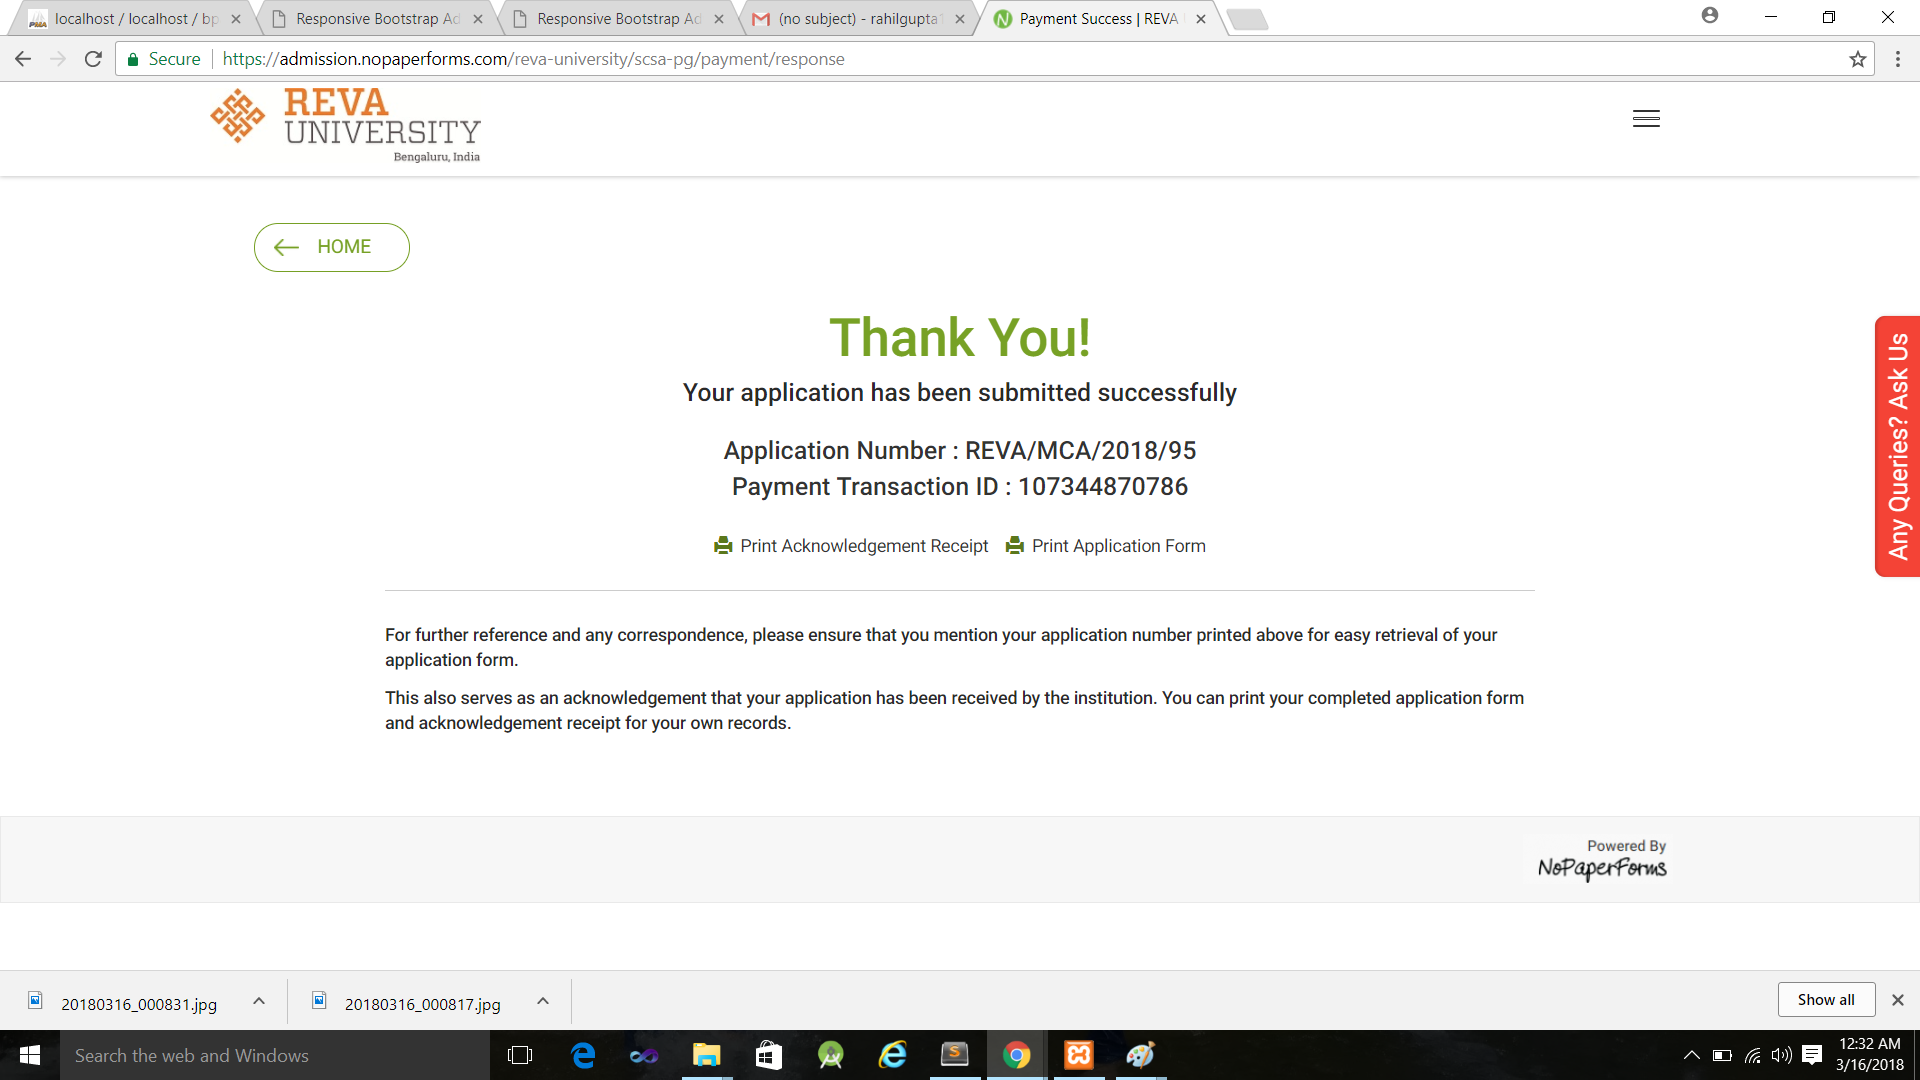 localhost / localhost / bp
Responsive Bootstrap Ad
Responsive Bootstrap Ad
(no subject) - rahilgupta1
Payment Success | REVA
Secure
https://admission.nopaperforms.com/reva-university/scsa-pg/payment/response
REVA
UNIVERSITY
Bengaluru, India
HOME
Thank You!
Your application has been submitted successfully
Application Number : REVA/MCA/2018/95
Payment Transaction ID : 107344870786
Print Acknowledgement Receipt
Print Application Form
Any Queries? Ask Us
For further reference and any correspondence, please ensure that you mention your application number printed above for easy retrieval of your
application form.
This also serves as an acknowledgement that your application has been received by the institution. You can print your completed application form
and acknowledgement receipt for your own records.
Powered By
NoPaperForms
20180316_000831.jpg
20180316_000817.jpg
Show all
Search the web and Windows
12:32 AM
3/16/2018